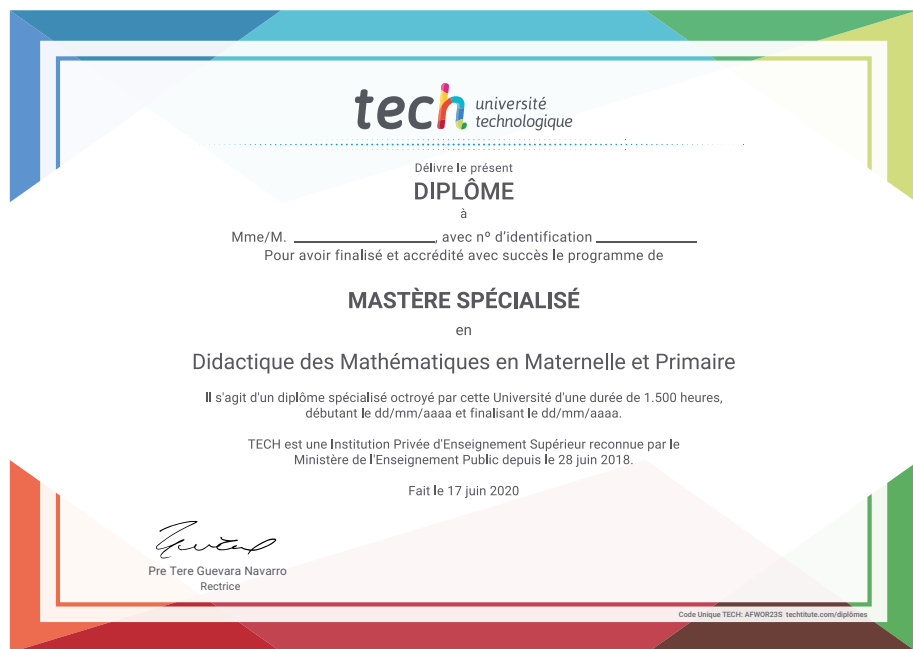 tech université
technologique
Délivre le présent
DIPLÔME
à
Mme/M. ____________, avec nº d'identification ____________
Pour avoir finalisé et accrédité avec succès le programme de
MASTÈRE SPÉCIALISÉ
en
Didactique des Mathématiques en Maternelle et Primaire
Il s'agit d'un diplôme spécialisé octroyé par cette Université d'une durée de 1.500 heures,
débutant le dd/mm/aaaa et finalisant le dd/mm/aaaa.
TECH est une Institution Privée d'Enseignement Supérieur reconnue par le
Ministère de l'Enseignement Public depuis le 28 juin 2018.
Fait le 17 juin 2020
Pre Tere Guevara Navarro
Rectrice
Code Unique TECH: AFWOR23S techtitute.com/diplômes